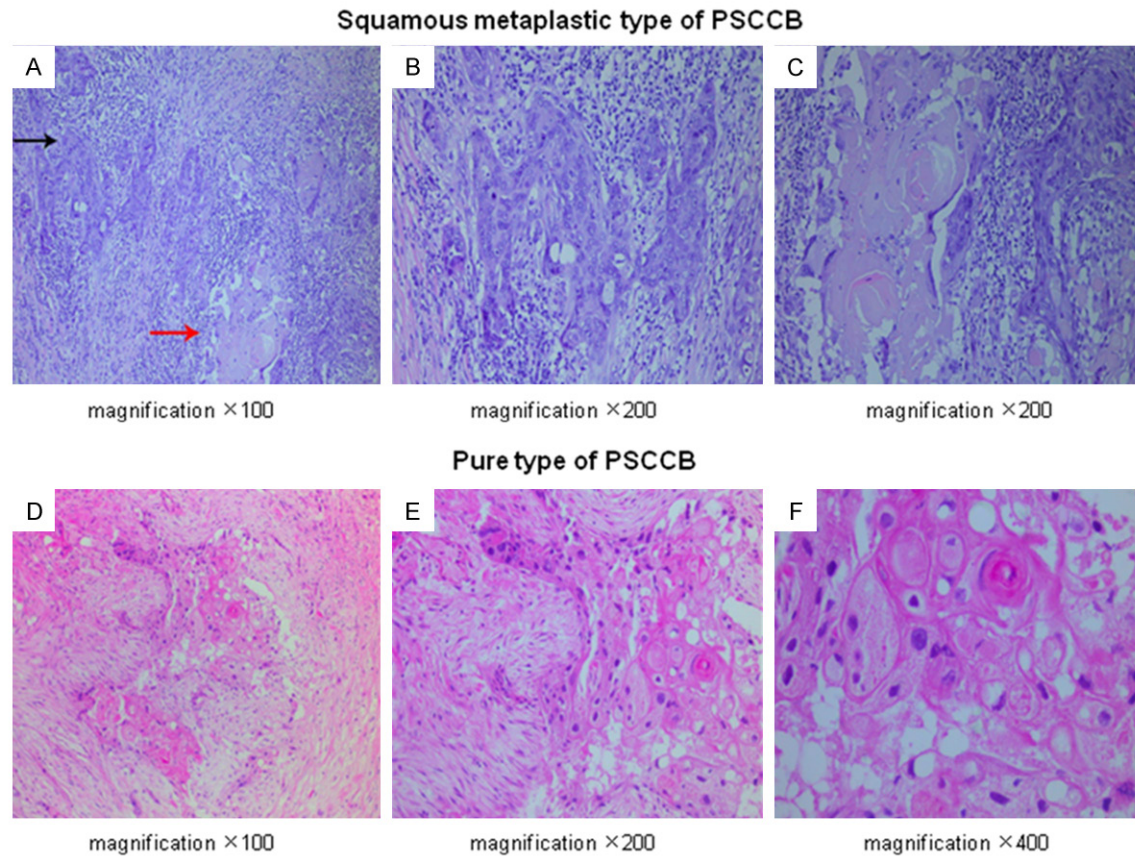 Squamous metaplastic type of PSCCB
A
B
C
magnification ×100
magnification ×200
magnification ×200
Pure type of PSCCB
D
E
F
magnification ×100
magnification ×200
magnification ×400